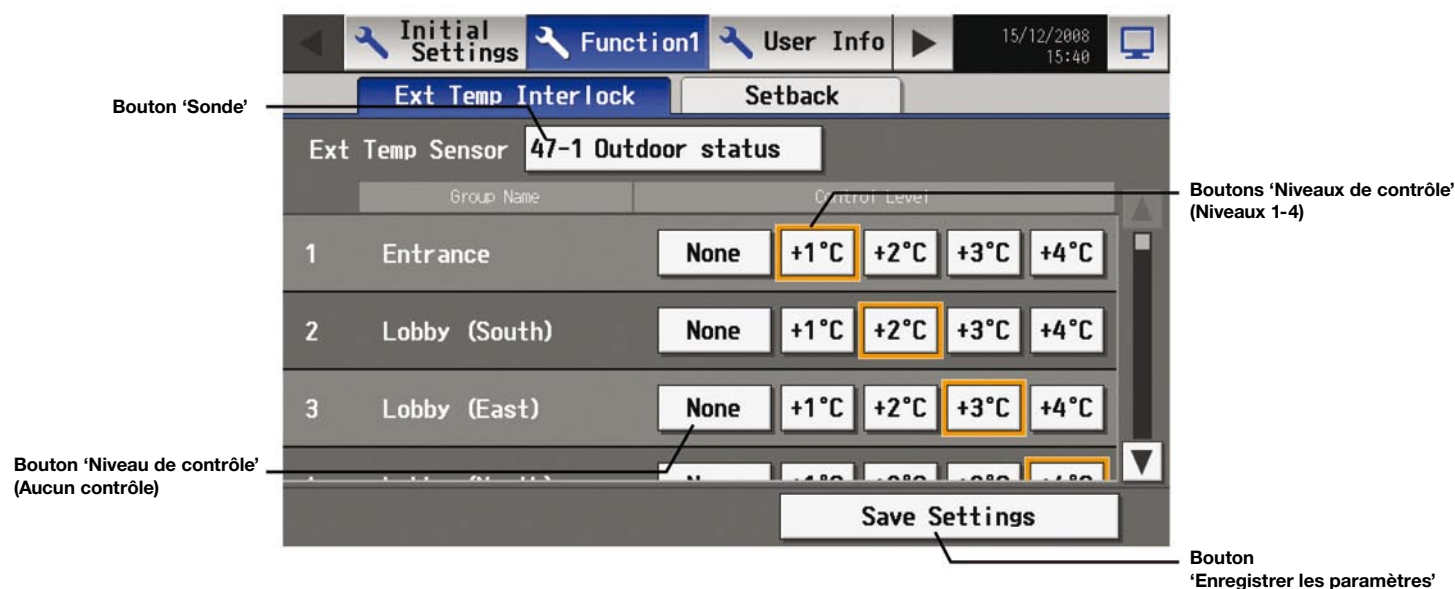 Initial Settings
Function1
User Info
15/12/2008
15:40
Ext Temp Interlock
Setback
Bouton ‘Sonde’
Ext Temp Sensor 47-1 Outdoor status
Group Name Control Level
Boutons ‘Niveaux de contrôle’
(Niveaux 1-4)
1 Entrance None +1°C +2°C +3°C +4°C
2 Lobby (South) None +1°C +2°C +3°C +4°C
3 Lobby (East) None +1°C +2°C +3°C +4°C
Bouton ‘Niveau de contrôle’
(Aucun contrôle)
Save Settings
Bouton
‘Enregistrer les paramètres’